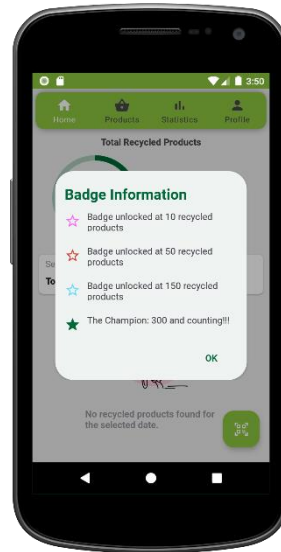 3:50
Home Products Statistics Profile
Total Recycled Products
Badge Information
Badge unlocked at 10 recycled
products
Badge unlocked at 50 recycled
products
Se
To
Badge unlocked at 150 recycled
products
The Champion: 300 and counting!!!
OK
No recycled products found for
the selected date.